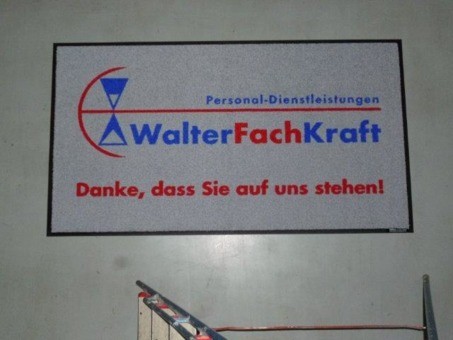 Personal-Dienstleistungen
WalterFachKraft
Danke, dass Sie auf uns stehen!